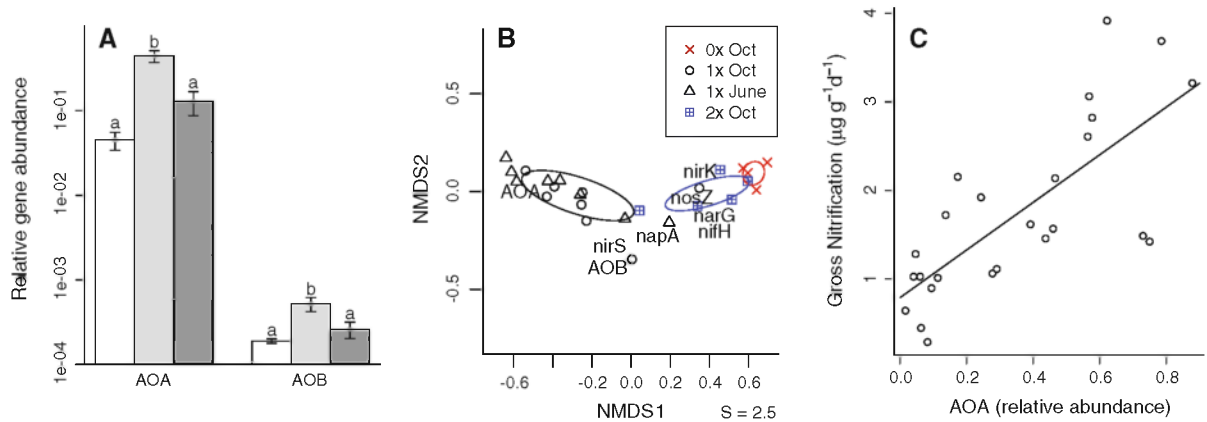 A
Relative gene abundance
1e-01
1e-02
1e-03
1e-04
a
b
a
a
b
a
AOA
AOB
B
0x Oct
1x Oct
1x June
2x Oct
NMDS2
0.5
0.0
-0.5
AOA
nirK
nosZ
narG
nifH
napA
nirS
AOB
-0.6
-0.2
0.0
0.2
0.4
0.6
NMDS1
S = 2.5
C
Gross Nitrification (µg g⁻¹d⁻¹)
4
3
2
1
0.0
0.2
0.4
0.6
0.8
AOA (relative abundance)